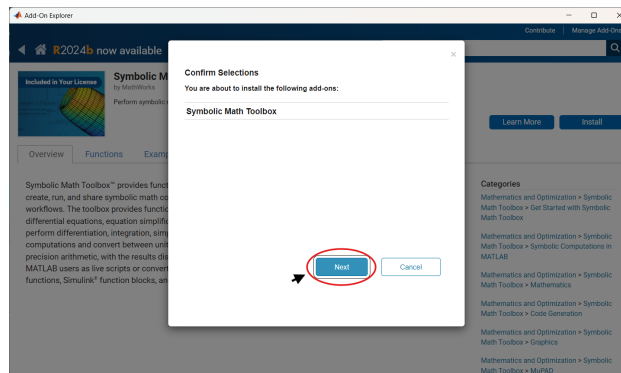 Add-On Explorer
Contribute
Manage Add-Ons
R2024b now available
Included in Your License
Symbolic M
by MathWorks
Perform symbolic
Learn More
Install
Overview
Functions
Examp
Symbolic Math Toolbox™ provides funct
create, run, and share symbolic math co
workflows. The toolbox provides functio
differential equations, equation simplific
perform differentiation, integration, simp
computations and convert between unit
precision arithmetic, with the results dis
MATLAB users as live scripts or convert
functions, Simulink® function blocks, an
Confirm Selections
You are about to install the following add-ons:
Symbolic Math Toolbox
Next
Cancel
Categories
Mathematics and Optimization > Symbolic
Math Toolbox > Get Started with Symbolic
Math Toolbox
Mathematics and Optimization > Symbolic
Math Toolbox > Symbolic Computations in
MATLAB
Mathematics and Optimization > Symbolic
Math Toolbox > Mathematics
Mathematics and Optimization > Symbolic
Math Toolbox > Code Generation
Mathematics and Optimization > Symbolic
Math Toolbox > Graphics
Mathematics and Optimization > Symbolic
Math Toolbox > MuPAD